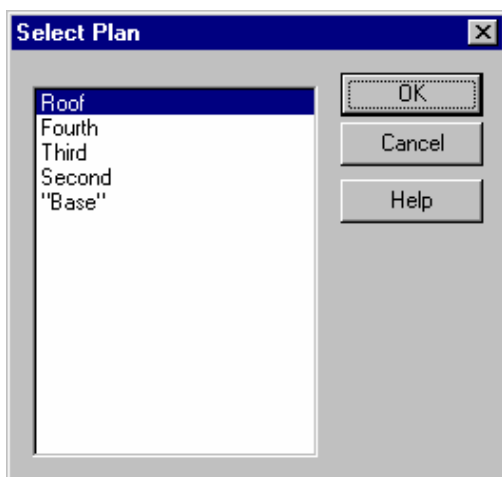 Select Plan
Roof
Fourth
Third
Second
"Base"
OK
Cancel
Help